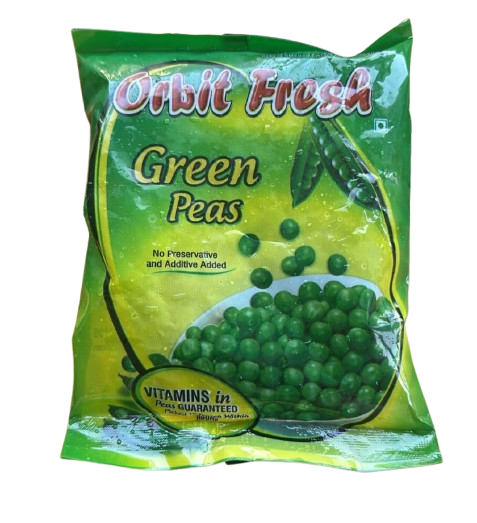 Orbit Fresh
Green
Peas
No Preservative
and Additive Added
VITAMINS in
Peas GUARANTEED